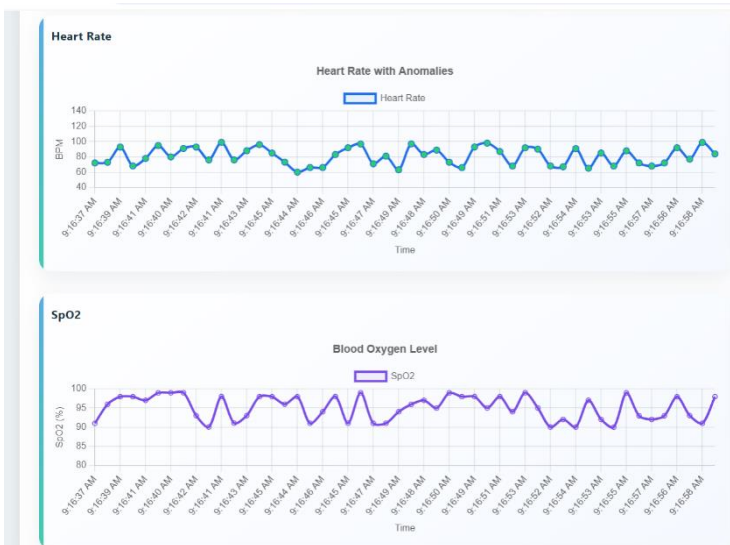 Heart Rate
Heart Rate with Anomalies
Heart Rate
140
120
100
80
60
40
BPM
9:16:37 AM
9:16:39 AM
9:16:41 AM
9:16:40 AM
9:16:42 AM
9:16:41 AM
9:16:43 AM
9:16:45 AM
9:16:44 AM
9:16:46 AM
9:16:45 AM
9:16:47 AM
9:16:49 AM
9:16:48 AM
9:16:50 AM
9:16:49 AM
9:16:51 AM
9:16:53 AM
9:16:52 AM
9:16:54 AM
9:16:53 AM
9:16:55 AM
9:16:57 AM
9:16:56 AM
9:16:58 AM
Time
SpO2
Blood Oxygen Level
SpO2
100
95
90
85
80
SpO2 (%)
9:16:37 AM
9:16:39 AM
9:16:41 AM
9:16:40 AM
9:16:42 AM
9:16:41 AM
9:16:43 AM
9:16:45 AM
9:16:44 AM
9:16:46 AM
9:16:45 AM
9:16:47 AM
9:16:49 AM
9:16:48 AM
9:16:50 AM
9:16:49 AM
9:16:51 AM
9:16:53 AM
9:16:52 AM
9:16:54 AM
9:16:53 AM
9:16:55 AM
9:16:57 AM
9:16:56 AM
9:16:58 AM
Time